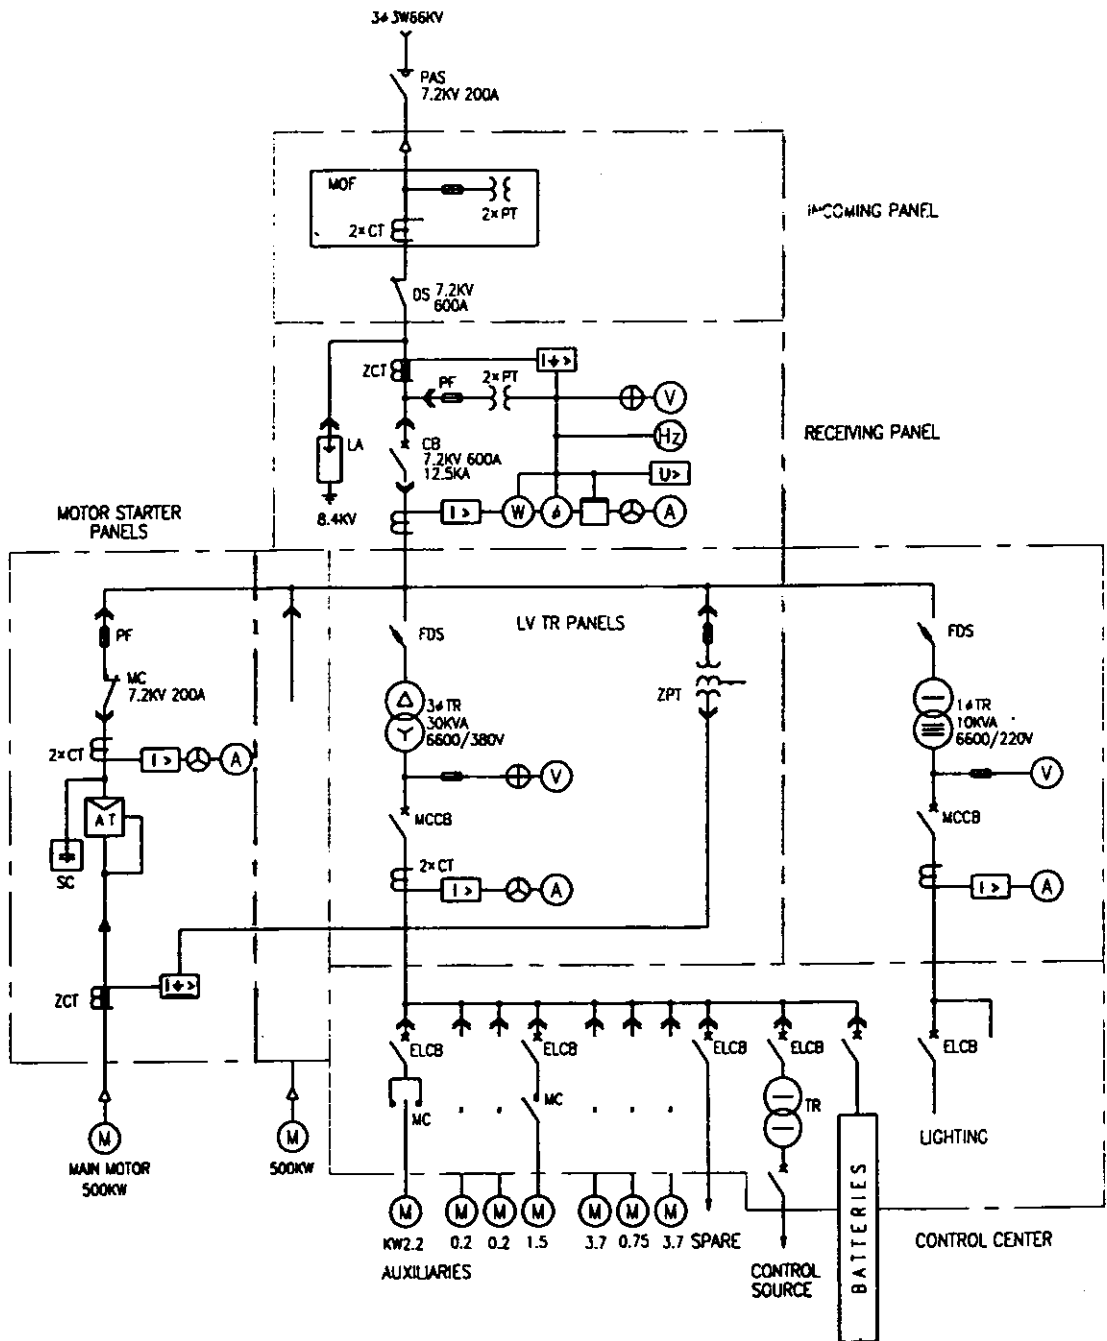 3ø3W66KV
PAS
7.2KV 200A
MOF
2×PT
2×CT
INCOMING PANEL
DS 7.2KV
600A
ZCT
I⏚>
PF
2×PT
V
Hz
RECEIVING PANEL
LA
CB
7.2KV 600A
12.5KA
U>
8.4KV
I>
W
ø
A
MOTOR STARTER
PANELS
LV TR PANELS
PF
FDS
FDS
MC
7.2KV 200A
ZPT
3øTR
30KVA
6600/380V
1øTR
10KVA
6600/220V
2×CT
I>
A
V
V
AT
MCCB
MCCB
SC
2×CT
I>
A
I>
A
ZCT
I⏚>
ELCB
ELCB
ELCB
ELCB
ELCB
MC
MC
TR
M
MAIN MOTOR
500KW
M
500KW
LIGHTING
M
M
M
M
M
M
M
KW2.2
0.2
0.2
1.5
3.7
0.75
3.7
SPARE
AUXILIARIES
CONTROL
SOURCE
BATTERIES
CONTROL CENTER